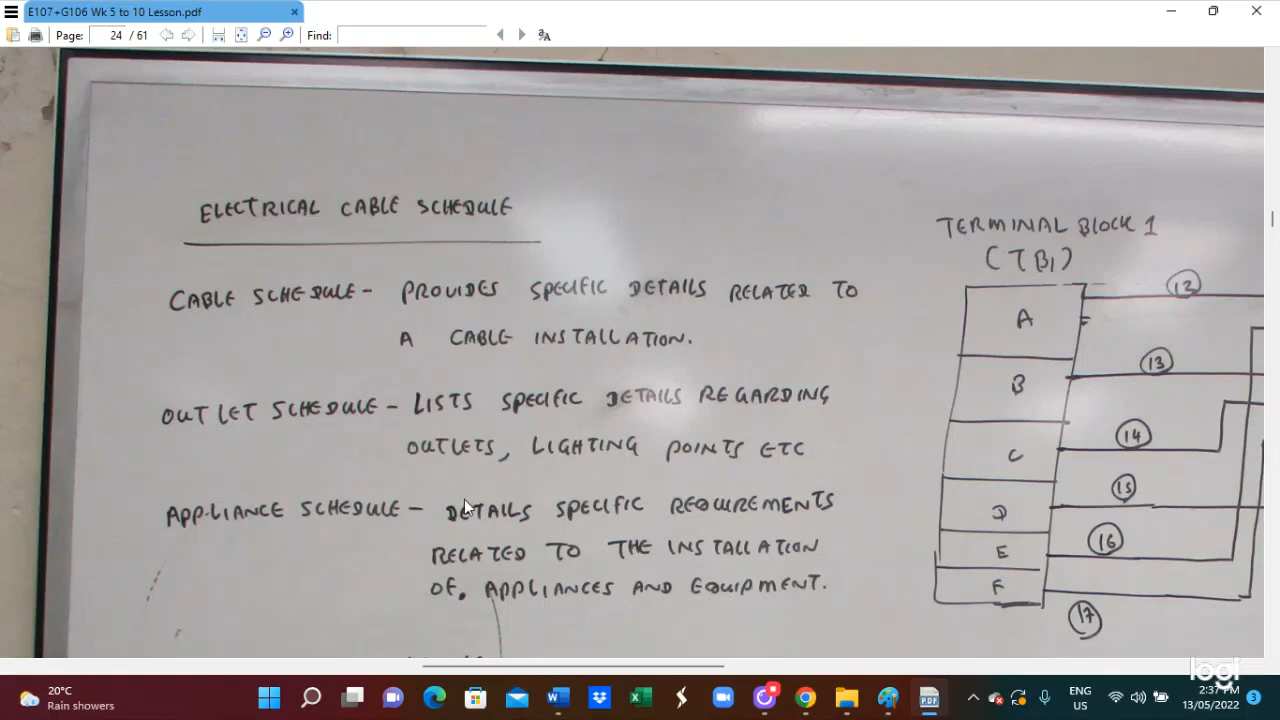 E107+G106 Wk 5 to 10 Lesson.pdf
Page: 24 / 61 Find:
ELECTRICAL CABLE SCHEDULE
CABLE SCHEDULE - PROVIDES SPECIFIC DETAILS RELATED TO
A CABLE INSTALLATION.
OUTLET SCHEDULE - LISTS SPECIFIC DETAILS REGARDING
OUTLETS, LIGHTING POINTS ETC
APPLIANCE SCHEDULE - DETAILS SPECIFIC REQUIREMENTS
RELATED TO THE INSTALLATION
OF. APPLIANCES AND EQUIPMENT.
TERMINAL BLOCK 1
(TB1)
A
B
C
D
E
F
12
13
14
15
16
17
logi
20°C
Rain showers
ENG
US
2:37 PM
13/05/2022
3